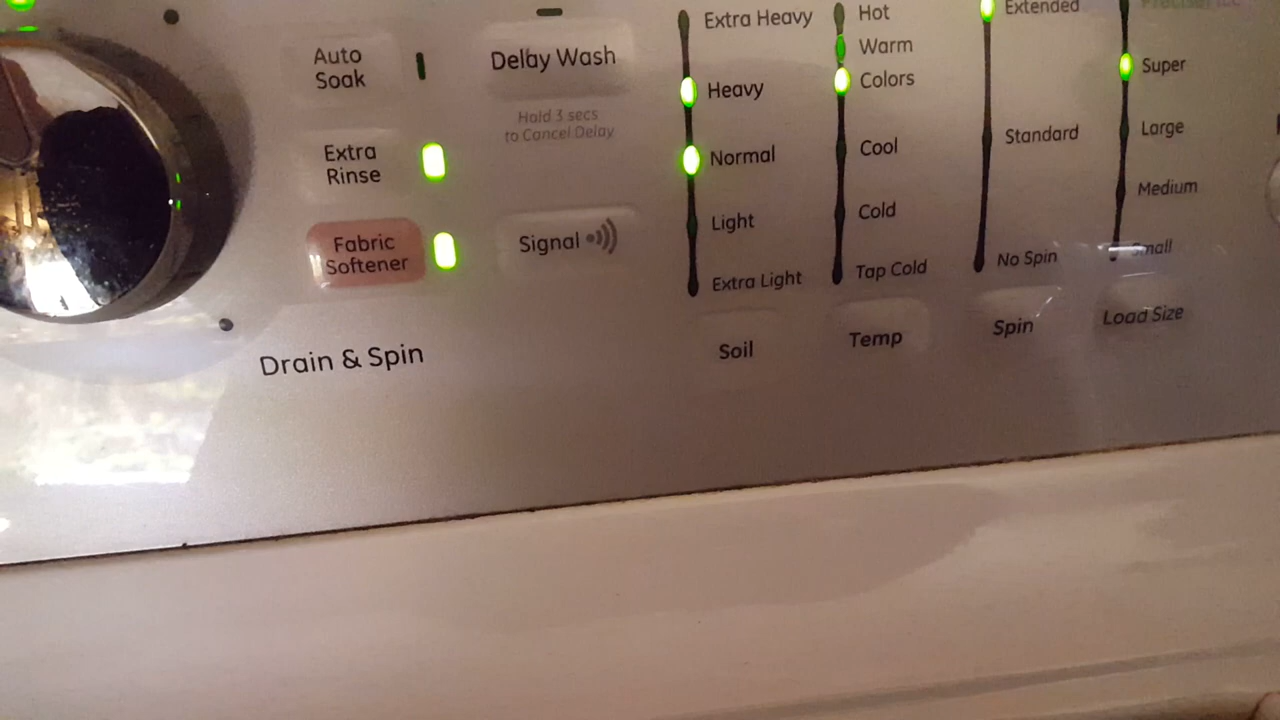 Auto
Soak
Extra
Rinse
Fabric
Softener
Drain & Spin
Delay Wash
Hold 3 secs
to Cancel Delay
Signal
Extra Heavy
Heavy
Normal
Light
Extra Light
Soil
Hot
Warm
Colors
Cool
Cold
Tap Cold
Temp
Extended
Standard
No Spin
Spin
Super
Large
Medium
Small
Load Size